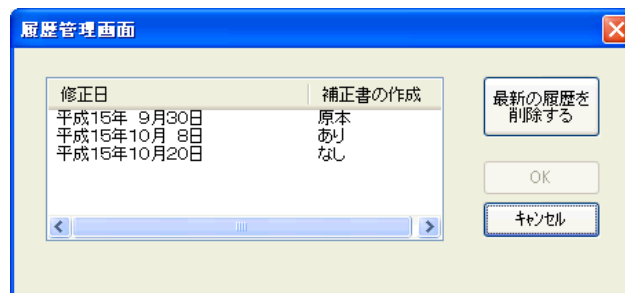 履歴管理画面
修正日 補正書の作成
平成15年 9月30日 原本
平成15年10月 8日 あり
平成15年10月20日 なし
最新の履歴を
削除する
OK
キャンセル